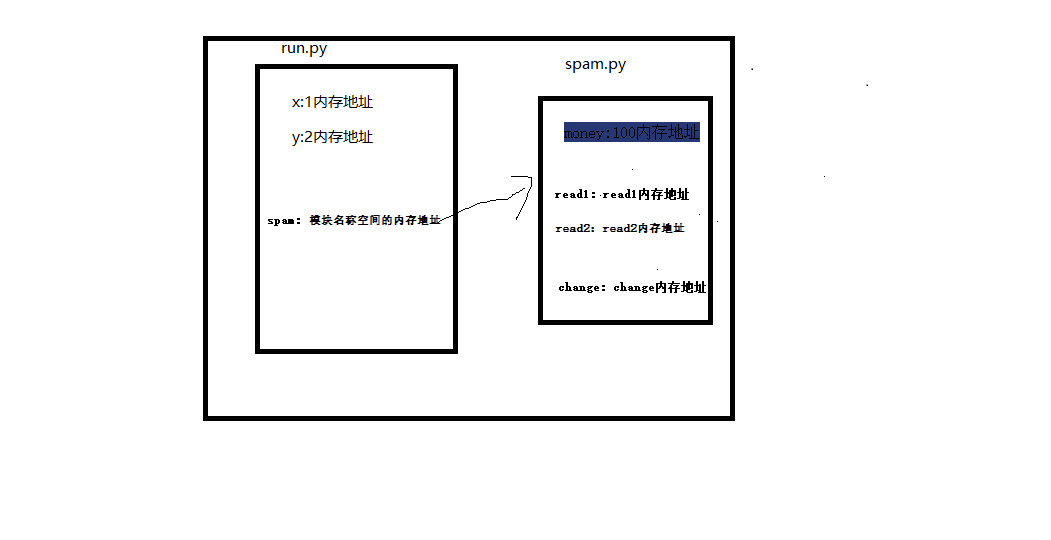 run.py
x:1内存地址
y:2内存地址
spam: 模块名称空间的内存地址
spam.py
money:100内存地址
read1: read1内存地址
read2: read2内存地址
change: change内存地址